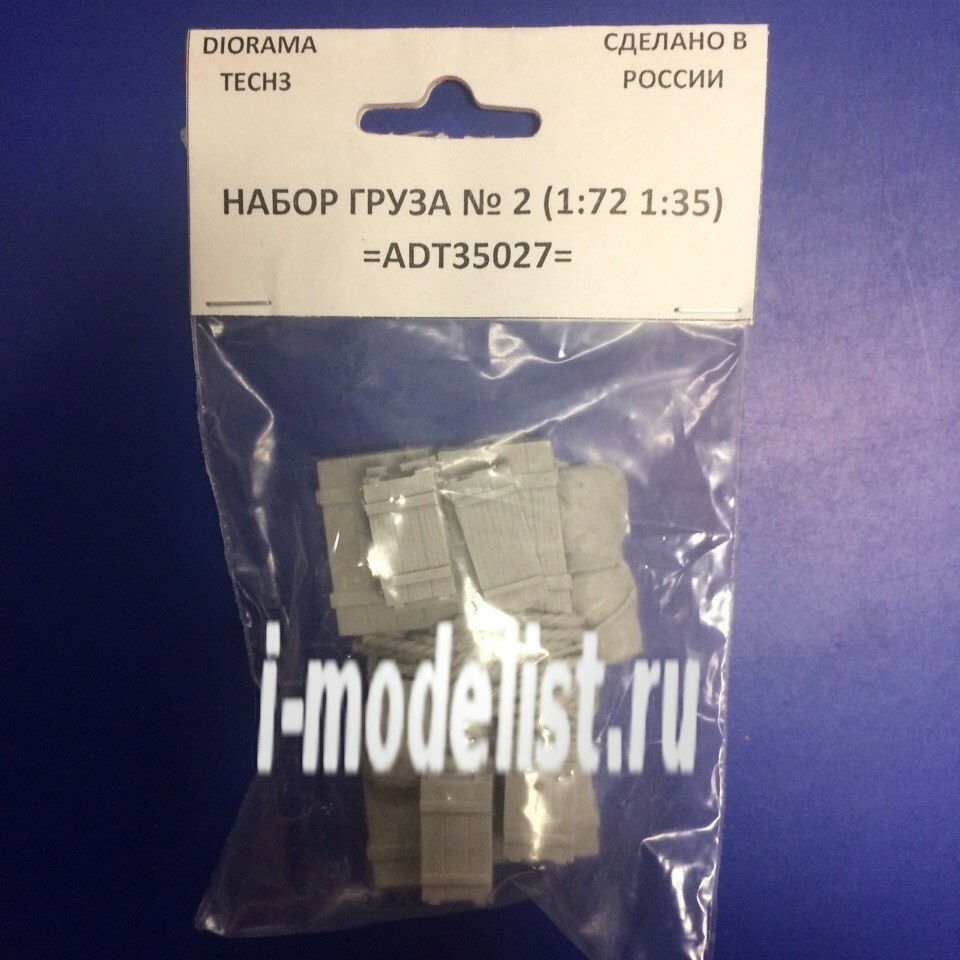 DIORAMA
TECH3
СДЕЛАНО В
РОССИИ
НАБОР ГРУЗА № 2 (1:72 1:35)
=ADT35027=
i-modelist.ru